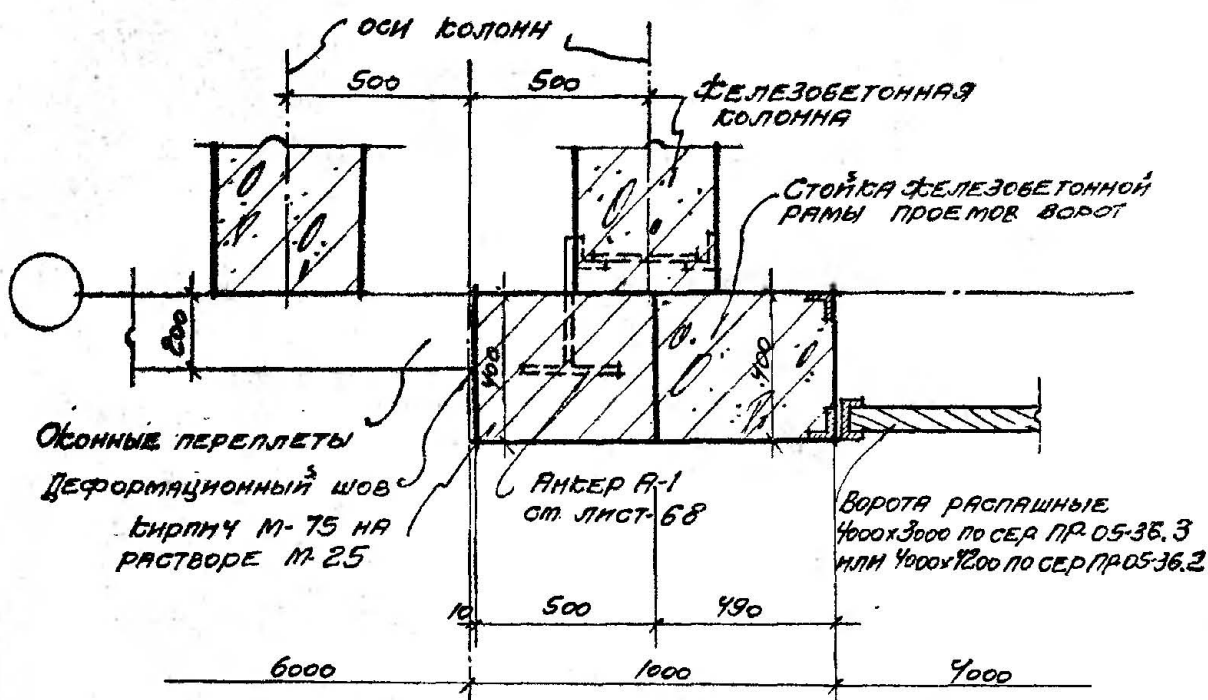 ОСИ КОЛОНН
500
500
ЖЕЛЕЗОБЕТОННАЯ
КОЛОННА
СТОЙКА ЖЕЛЕЗОБЕТОННОЙ
РАМЫ ПРОЕМОВ ВОРОТ
200
400
400
ОКОННЫЕ ПЕРЕПЛЕТЫ
ДЕФОРМАЦИОННЫЙ ШОВ
КИРПИЧ М-75 НА
РАСТВОРЕ М-25
АНКЕР А-1
СМ. ЛИСТ-68
ВОРОТА РАСПАШНЫЕ
4000х3000 ПО СЕР ПР-05-36.3
ИЛИ 4000х4200 ПО СЕР ПР-05-36.2
10
500
490
6000
1000
4000